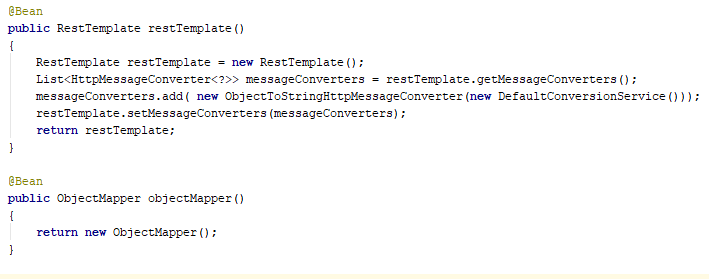 @Bean
public RestTemplate restTemplate()
{
    RestTemplate restTemplate = new RestTemplate();
    List<HttpMessageConverter<?>> messageConverters = restTemplate.getMessageConverters();
    messageConverters.add( new ObjectToStringHttpMessageConverter(new DefaultConversionService()));
    restTemplate.setMessageConverters(messageConverters);
    return restTemplate;
}

@Bean
public ObjectMapper objectMapper()
{
    return new ObjectMapper();
}